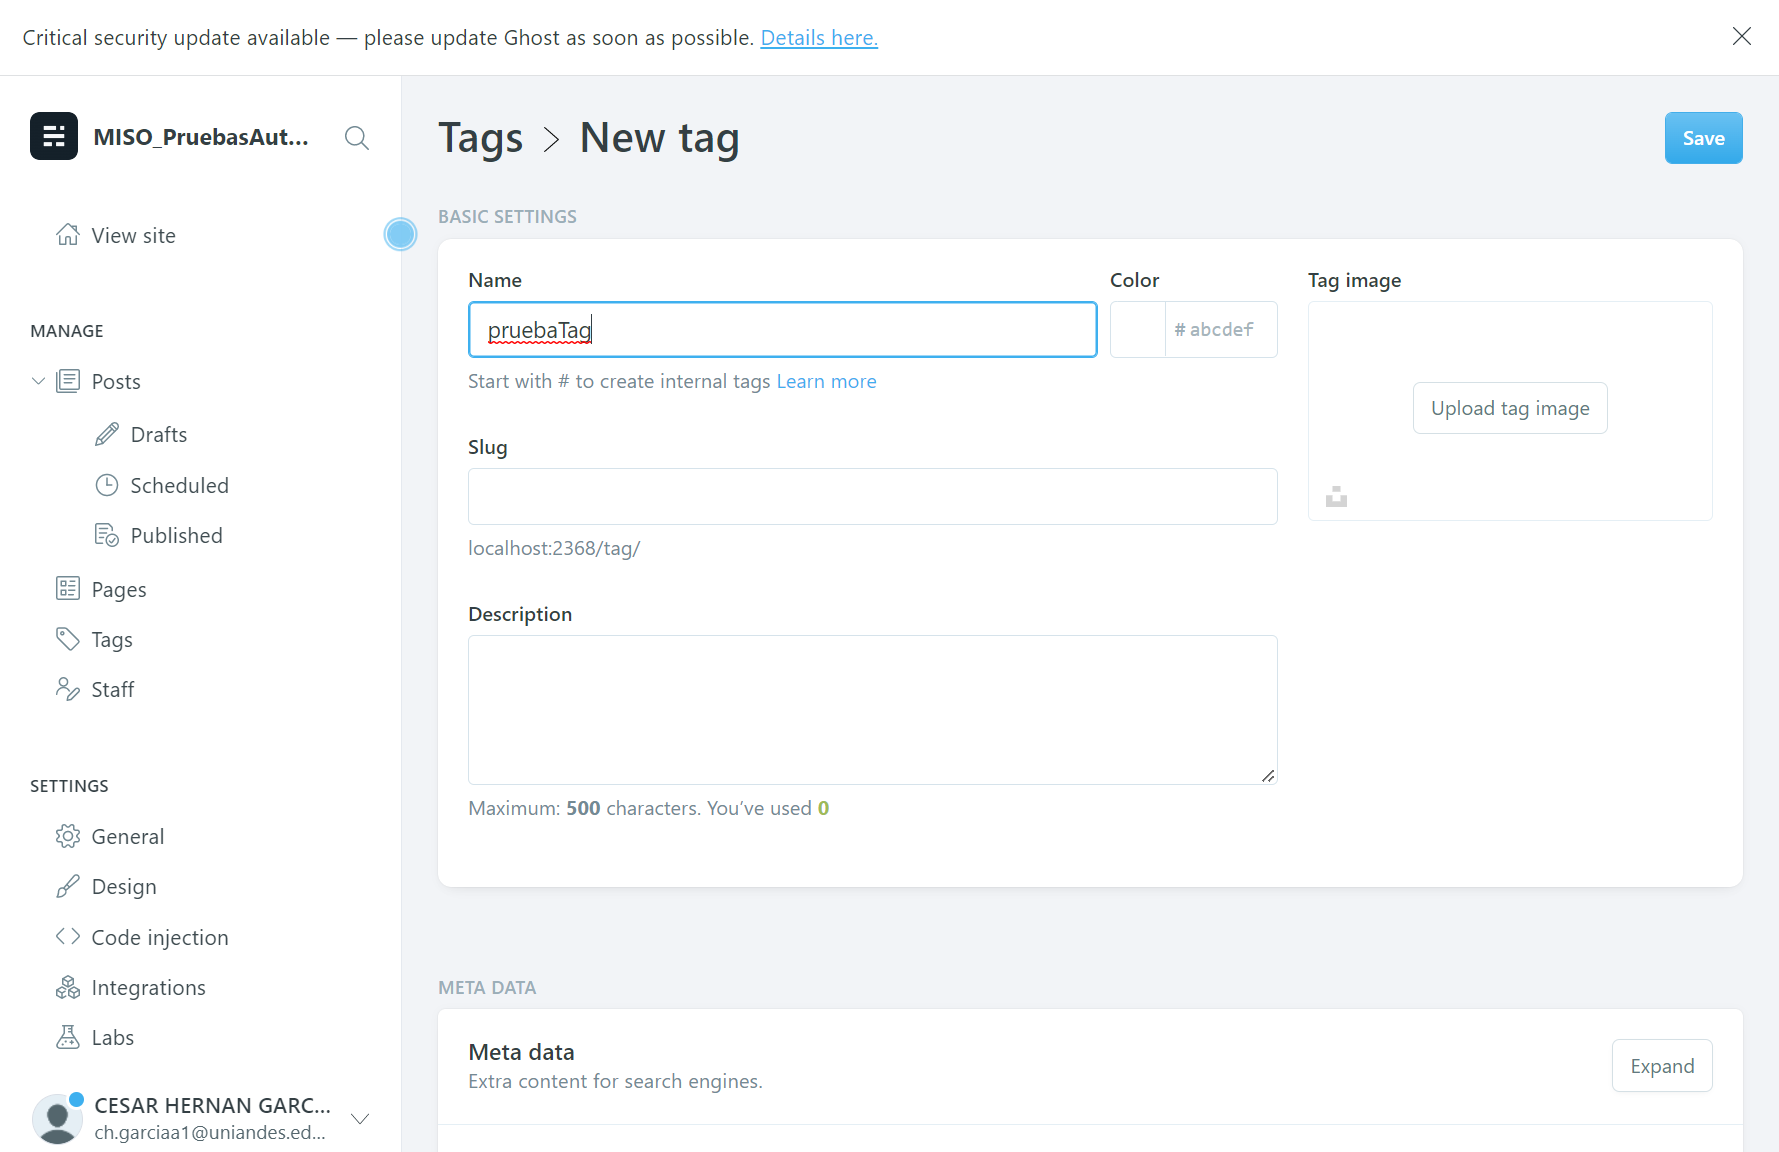 Critical security update available — please update Ghost as soon as possible. Details here.
MISO_PruebasAut...
View site
MANAGE
Posts
Drafts
Scheduled
Published
Pages
Tags
Staff
SETTINGS
General
Design
Code injection
Integrations
Labs
CESAR HERNAN GARC...
ch.garciaa1@uniandes.ed...
Tags > New tag
Save
BASIC SETTINGS
Name
pruebaTag
Start with # to create internal tags Learn more
Color
# abcdef
Tag image
Upload tag image
Slug
localhost:2368/tag/
Description
Maximum: 500 characters. You’ve used 0
META DATA
Meta data
Extra content for search engines.
Expand